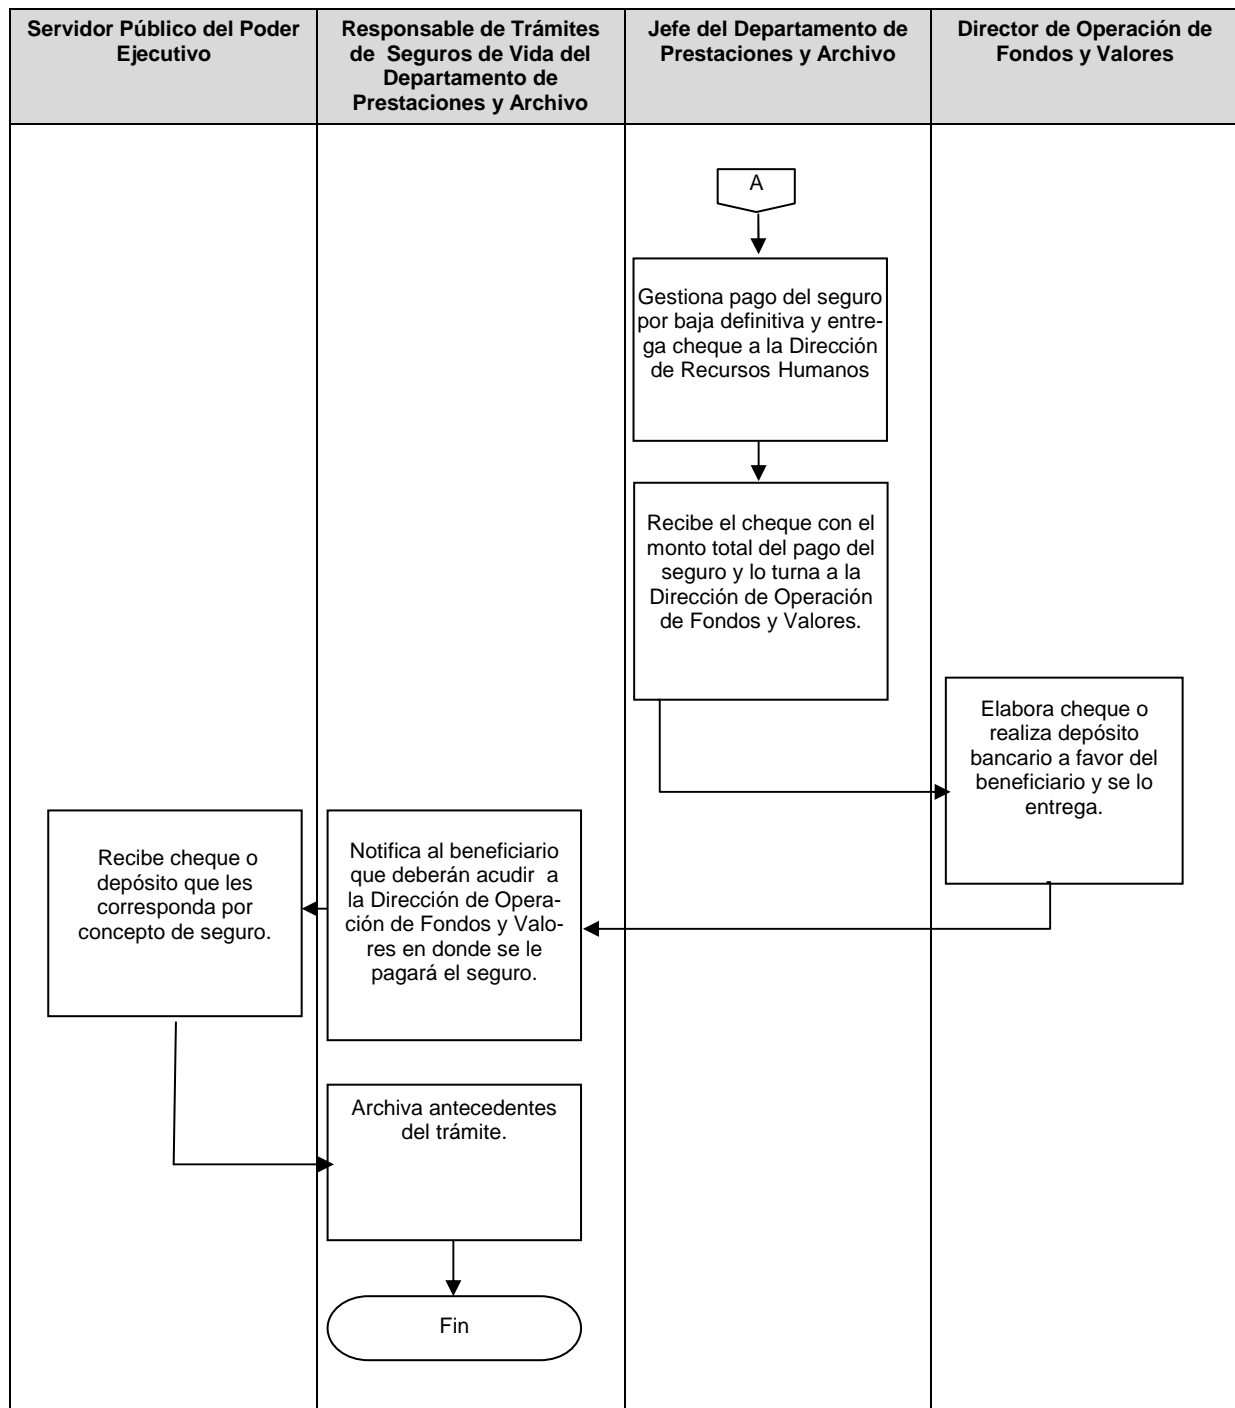 Servidor Público del Poder
Ejecutivo
Responsable de Trámites
de Seguros de Vida del
Departamento de
Prestaciones y Archivo
Jefe del Departamento de
Prestaciones y Archivo
Director de Operación de
Fondos y Valores
A
Gestiona pago del seguro
por baja definitiva y entre-
ga cheque a la Dirección
de Recursos Humanos
Recibe el cheque con el
monto total del pago del
seguro y lo turna a la
Dirección de Operación
de Fondos y Valores.
Elabora cheque o
realiza depósito
bancario a favor del
beneficiario y se lo
entrega.
Notifica al beneficiario
que deberán acudir a
la Dirección de Opera-
ción de Fondos y Valo-
res en donde se le
pagará el seguro.
Recibe cheque o
depósito que les
corresponda por
concepto de seguro.
Archiva antecedentes
del trámite.
Fin